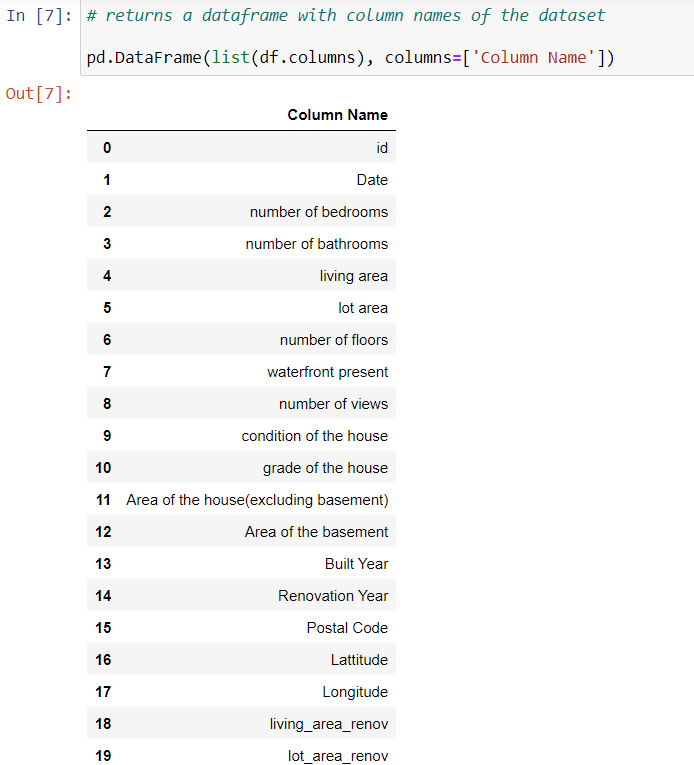 In [7]: # returns a dataframe with column names of the dataset
pd.DataFrame(list(df.columns), columns=['Column Name'])
Out[7]:
Column Name
0 id
1 Date
2 number of bedrooms
3 number of bathrooms
4 living area
5 lot area
6 number of floors
7 waterfront present
8 number of views
9 condition of the house
10 grade of the house
11 Area of the house(excluding basement)
12 Area of the basement
13 Built Year
14 Renovation Year
15 Postal Code
16 Lattitude
17 Longitude
18 living_area_renov
19 lot_area_renov